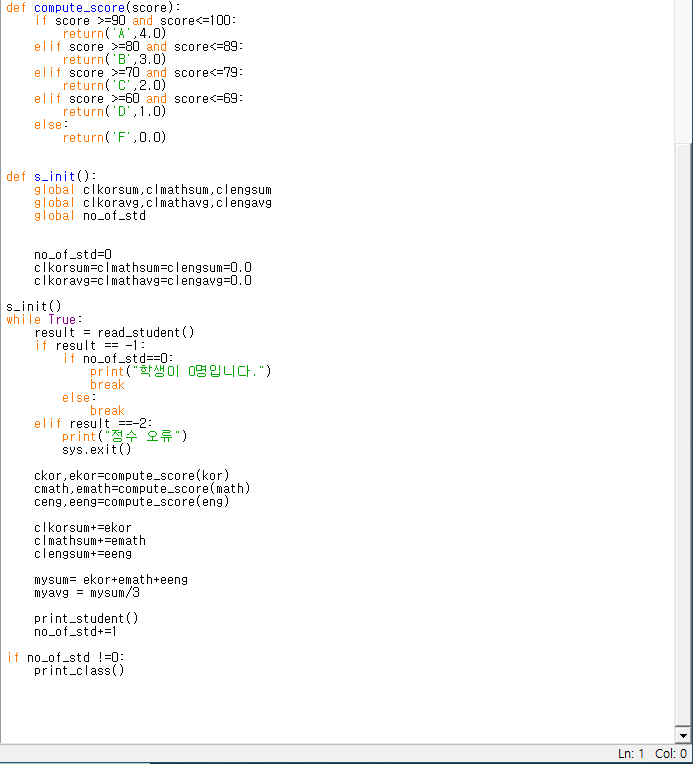 def compute_score(score):
    if score >=90 and score<=100:
        return('A',4.0)
    elif score >=80 and score<=89:
        return('B',3.0)
    elif score >=70 and score<=79:
        return('C',2.0)
    elif score >=60 and score<=69:
        return('D',1.0)
    else:
        return('F',0.0)
def s_init():
    global clkorsum,clmathsum,clengsum
    global clkoravg,clmathavg,clengavg
    global no_of_std
    no_of_std=0
    clkorsum=clmathsum=clengsum=0.0
    clkoravg=clmathavg=clengavg=0.0
s_init()
while True:
    result = read_student()
    if result == -1:
        if no_of_std==0:
            print("학생이 0명입니다.")
            break
        else:
            break
    elif result ==-2:
        print("점수 오류")
        sys.exit()
    ckor,ekor=compute_score(kor)
    cmath,emath=compute_score(math)
    ceng,eeng=compute_score(eng)
    clkorsum+=ekor
    clmathsum+=emath
    clengsum+=eeng
    mysum= ekor+emath+eeng
    myavg = mysum/3
    print_student()
    no_of_std+=1
if no_of_std !=0:
    print_class()
Ln: 1 Col: 0